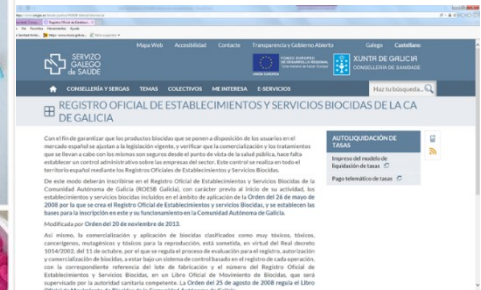 Mapa Web Accesibilidad Contacte Transparencia y Gobierno Abierto Galego Castellano
SERVIZO
GALEGO
de SAÚDE
XUNTA DE GALICIA
CONSELLERÍA DE SANIDADE
CONSELLERÍA Y SERGAS TEMAS COLECTIVOS ME INTERESA E-SERVICIOS
Haz tu búsqueda...
REGISTRO OFICIAL DE ESTABLECIMIENTOS Y SERVICIOS BIOCIDAS DE LA CA
DE GALICIA
Con el fin de garantizar que los productos biocidas que se ponen a disposición de los usuarios en el
mercado español se ajustan a la legislación vigente, y verificar que la comercialización y los tratamientos
que se llevan a cabo con los mismos son seguros desde el punto de vista de la salud pública, hace falta
establecer un control administrativo sobre las empresas del sector. Este control se realiza en todo el
territorio español mediante los Registros Oficiales de Establecimientos y Servicios Biocidas.
De este modo deberán inscribirse en el Registro Oficial de Establecimientos y Servicios Biocidas de la
Comunidad Autónoma de Galicia (ROESB Galicia), con carácter previo al inicio de su actividad, los
establecimientos y servicios biocidas incluidos en el ámbito de aplicación de la Orden del 26 de mayo de
2008 por la que se crea el Registro Oficial de Establecimientos y servicios Biocidas, y se establecen las
bases para la inscripción en este y su funcionamiento en la Comunidad Autónoma de Galicia.
Modificada por Orden del 20 de noviembre de 2013.
Así mismo, la comercialización y aplicación de biocidas clasificados como muy tóxicos, tóxicos,
cancerígenos, mutagénicos y tóxicos para la reproducción, está sometida, en virtud del Real decreto
1054/2002, del 11 de octubre, por el que se regula el proceso de evaluación para el registro, autorización
y comercialización de biocidas, a estar bajo un sistema de control basado en el registro de cada operación,
con la correspondiente referencia del lote de fabricación y el número del Registro Oficial de
Establecimientos y Servicios Biocidas, en un Libro Oficial de Movimiento de Biocidas, que será
supervisado por la autoridad sanitaria competente. La Orden del 25 de agosto de 2008 regula el Libro
Oficial de Movimiento de Biocidas de la Comunidad Autónoma de Galicia.
AUTOLIQUIDACIÓN DE
TASAS
Impreso del modelo de
liquidación de tasas
Pago telemático de tasas